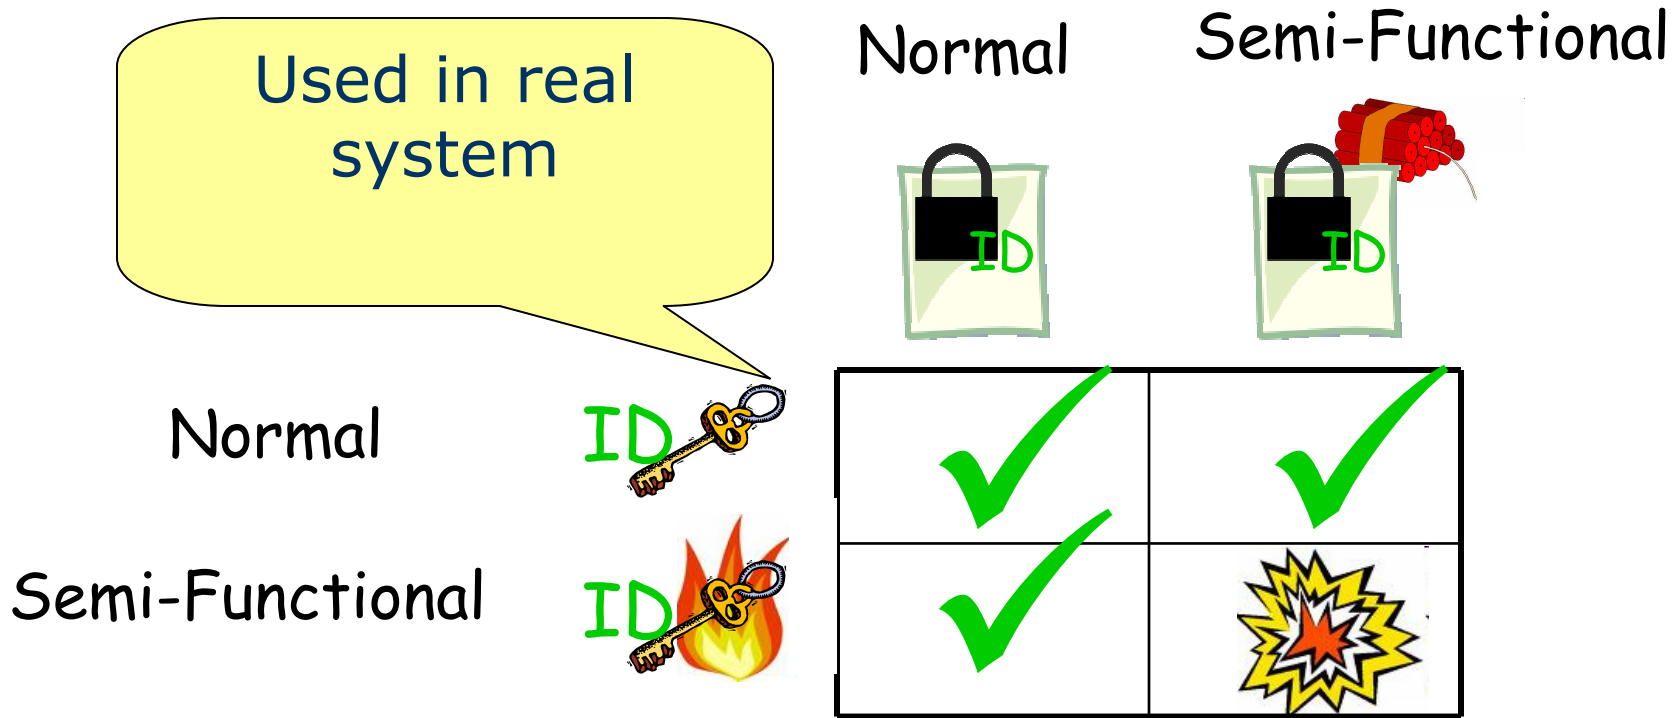 Used in real
system
Normal
Semi-Functional
ID
ID
Normal
ID
Semi-Functional
ID